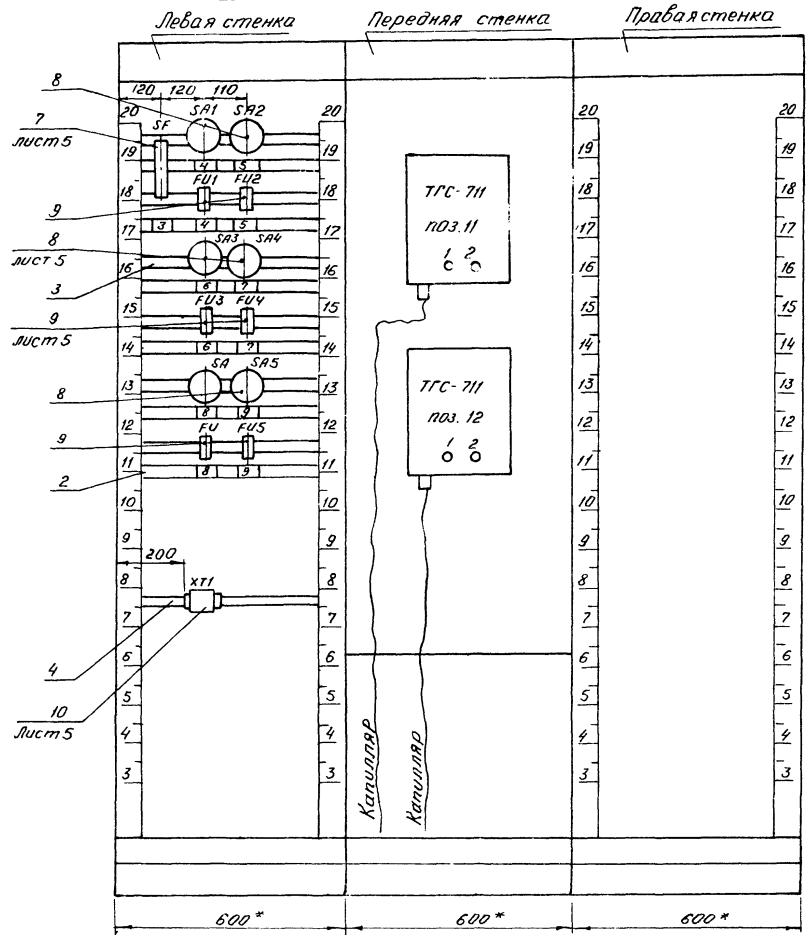 Левая стенка
Передняя стенка
Правая стенка
8
7
лист 5
9
8
лист 5
3
9
лист 5
8
9
2
4
10
Лист 5
120 120 110
20 SF SA1 SA2 20
19 4 5 19
18 FU1 FU2 18
17 3 4 5 17
SA3 SA4
16 6 7 16
15 FU3 FU4 15
14 6 7 14
SA SA5
13 13
8 9
12 FU FU5 12
11 8 9 11
10 10
9 9
200
8 XT1 8
7 7
6 6
5 5
4 4
3 3
ТГС-711
поз.11
1 2
ТГС-711
поз. 12
1 2
Капилляр
Капилляр
20 20
19 19
18 18
17 17
16 16
15 15
14 14
13 13
12 12
11 11
10 10
9 9
8 8
7 7
6 6
5 5
4 4
3 3
600* 600* 600*